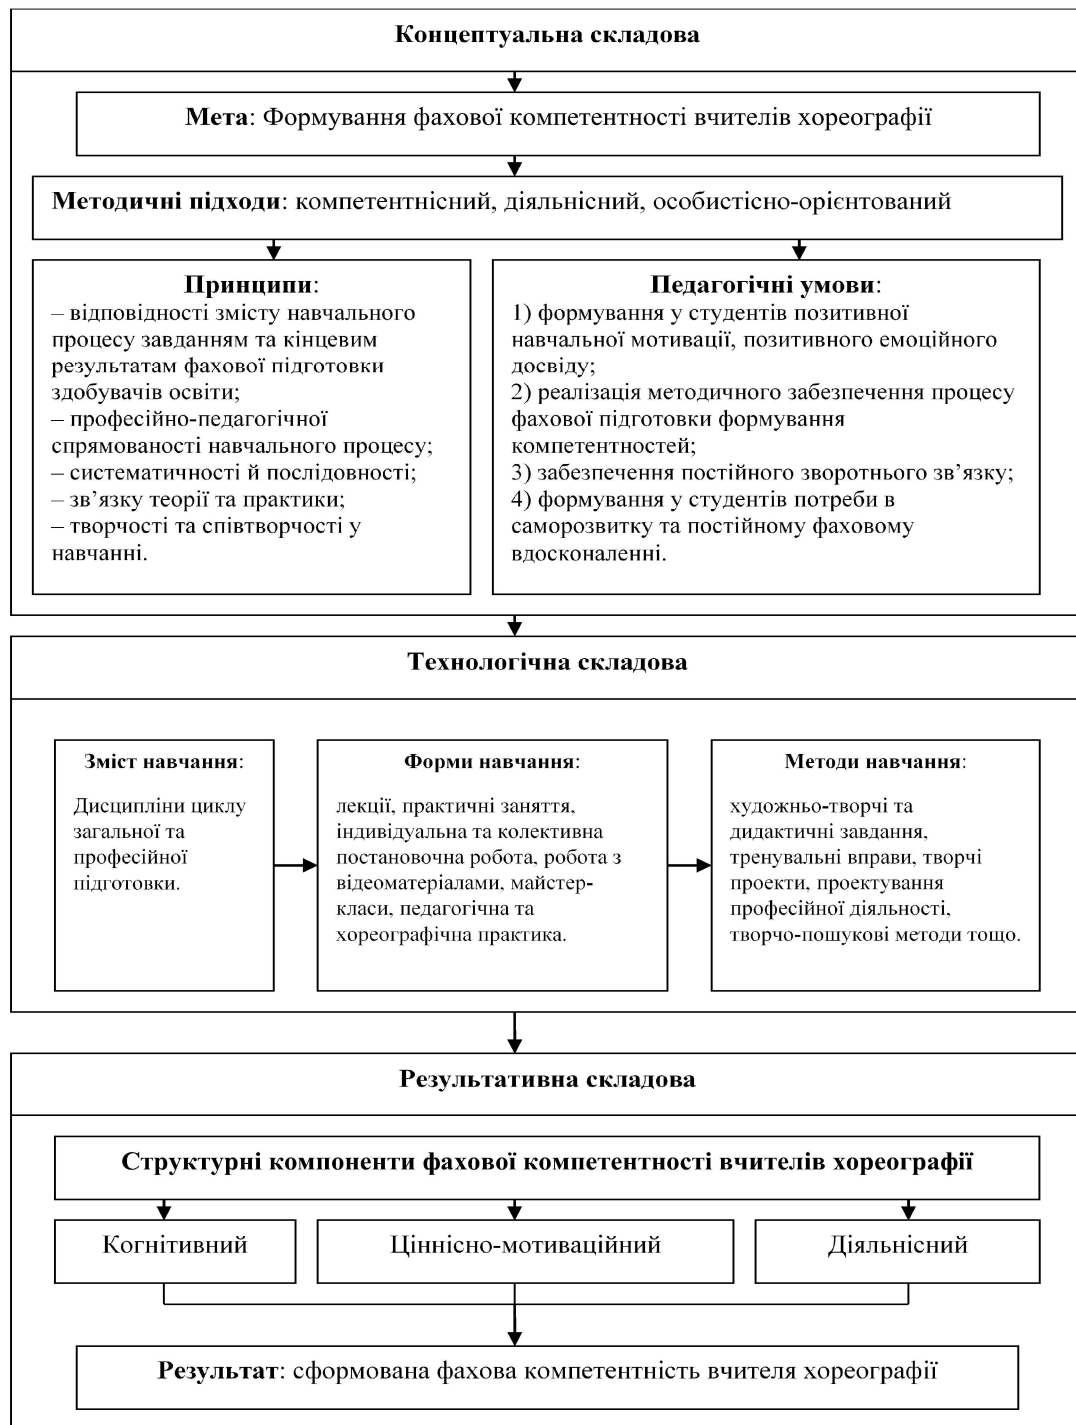 Концептуальна складова
Мета: Формування фахової компетентності вчителів хореографії
Методичні підходи: компетентнісний, діяльнісний, особистісно-орієнтований
Принципи:
– відповідності змісту навчального
процесу завданням та кінцевим
результатам фахової підготовки
здобувачів освіти;
– професійно-педагогічної
спрямованості навчального процесу;
– систематичності й послідовності;
– зв’язку теорії та практики;
– творчості та співтворчості у
навчанні.
Педагогічні умови:
1) формування у студентів позитивної
навчальної мотивації, позитивного емоційного
досвіду;
2) реалізація методичного забезпечення процесу
фахової підготовки формування
компетентностей;
3) забезпечення постійного зворотнього зв’язку;
4) формування у студентів потреби в
саморозвитку та постійному фаховому
вдосконаленні.
Технологічна складова
Зміст навчання:
Дисципліни циклу
загальної та
професійної
підготовки.
Форми навчання:
лекції, практичні заняття,
індивідуальна та колективна
постановочна робота, робота з
відеоматеріалами, майстер-
класи, педагогічна та
хореографічна практика.
Методи навчання:
художньо-творчі та
дидактичні завдання,
тренувальні вправи, творчі
проекти, проектування
професійної діяльності,
творчо-пошукові методи тощо.
Результативна складова
Структурні компоненти фахової компетентності вчителів хореографії
Когнітивний
Ціннісно-мотиваційний
Діяльнісний
Результат: сформована фахова компетентність вчителя хореографії